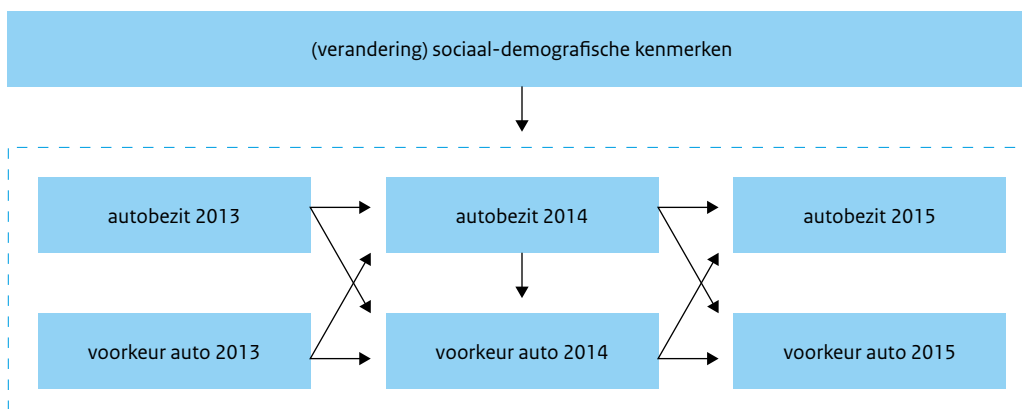 (verandering) sociaal-demografische kenmerken
autobezit 2013
autobezit 2014
autobezit 2015
voorkeur auto 2013
voorkeur auto 2014
voorkeur auto 2015